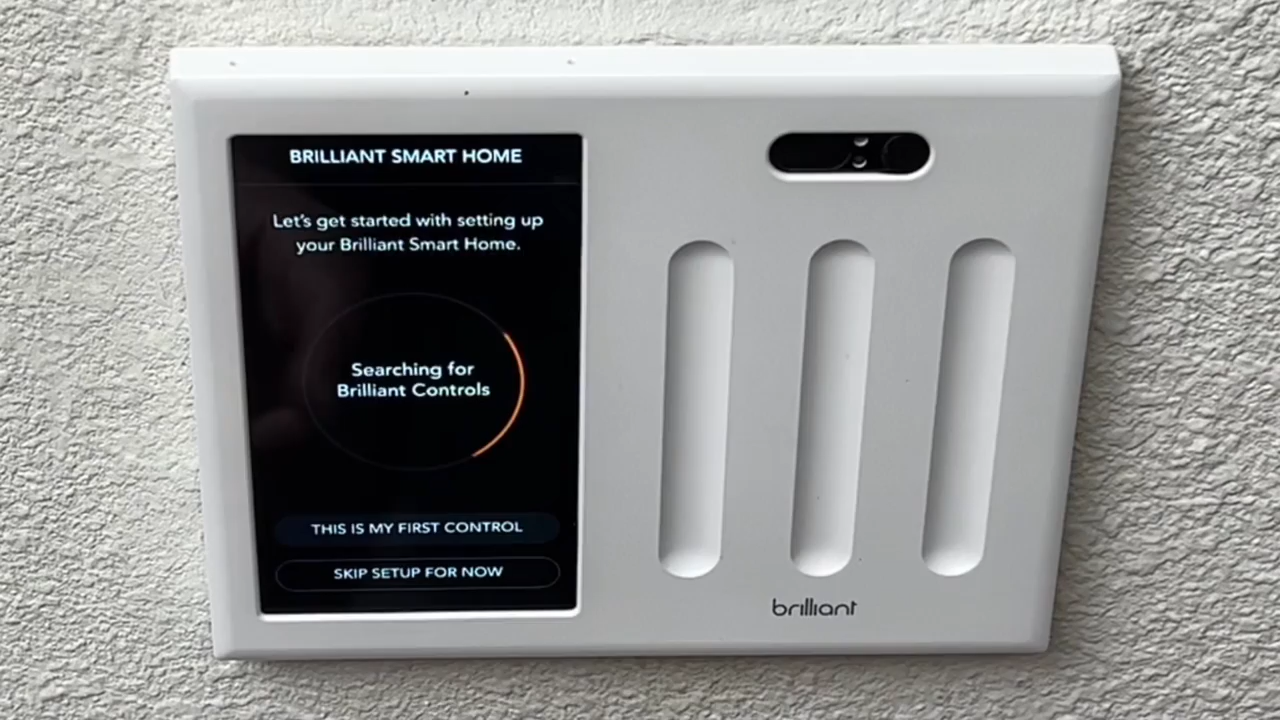 BRILLIANT SMART HOME
Let's get started with setting up
your Brilliant Smart Home.
Searching for
Brilliant Controls
THIS IS MY FIRST CONTROL
SKIP SETUP FOR NOW
brilliant